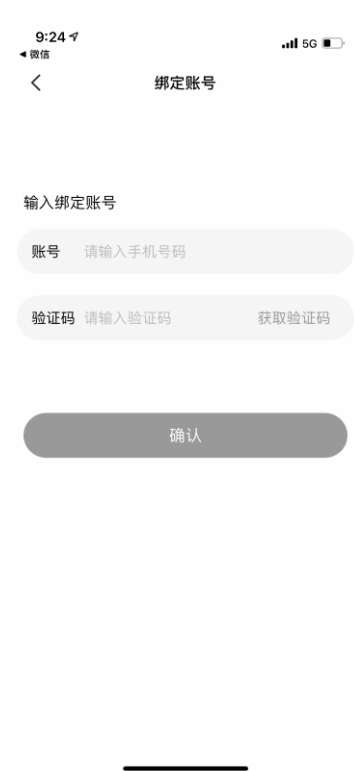 9:24
5G
◀ 微信
绑定账号
输入绑定账号
账号 请输入手机号码
验证码 请输入验证码 获取验证码
确认